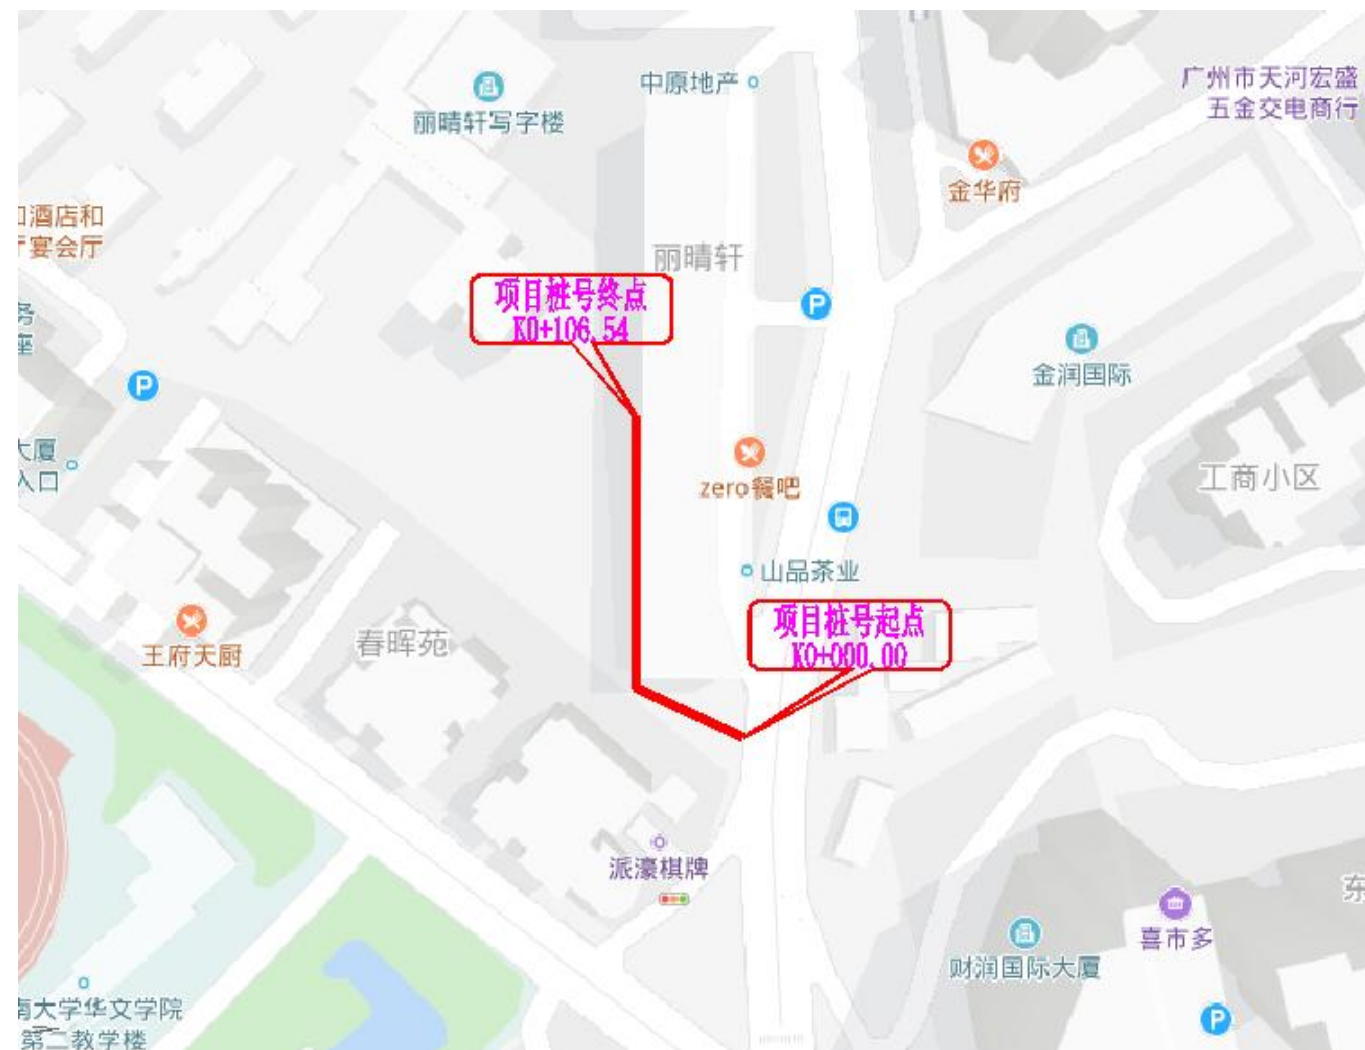 中原地产
广州市天河宏盛
五金交电商行
丽晴轩写字楼
金华府
酒店和
宴会厅
丽晴轩
项目桩号终点
K0+106.54
务
座
P
P
金润国际
大厦
入口
zero餐吧
工商小区
山品茶业
项目桩号起点
K0+000.00
王府天厨
春晖苑
派濠棋牌
东
喜市多
财润国际大厦
南大学华文学院
第二教学楼
P